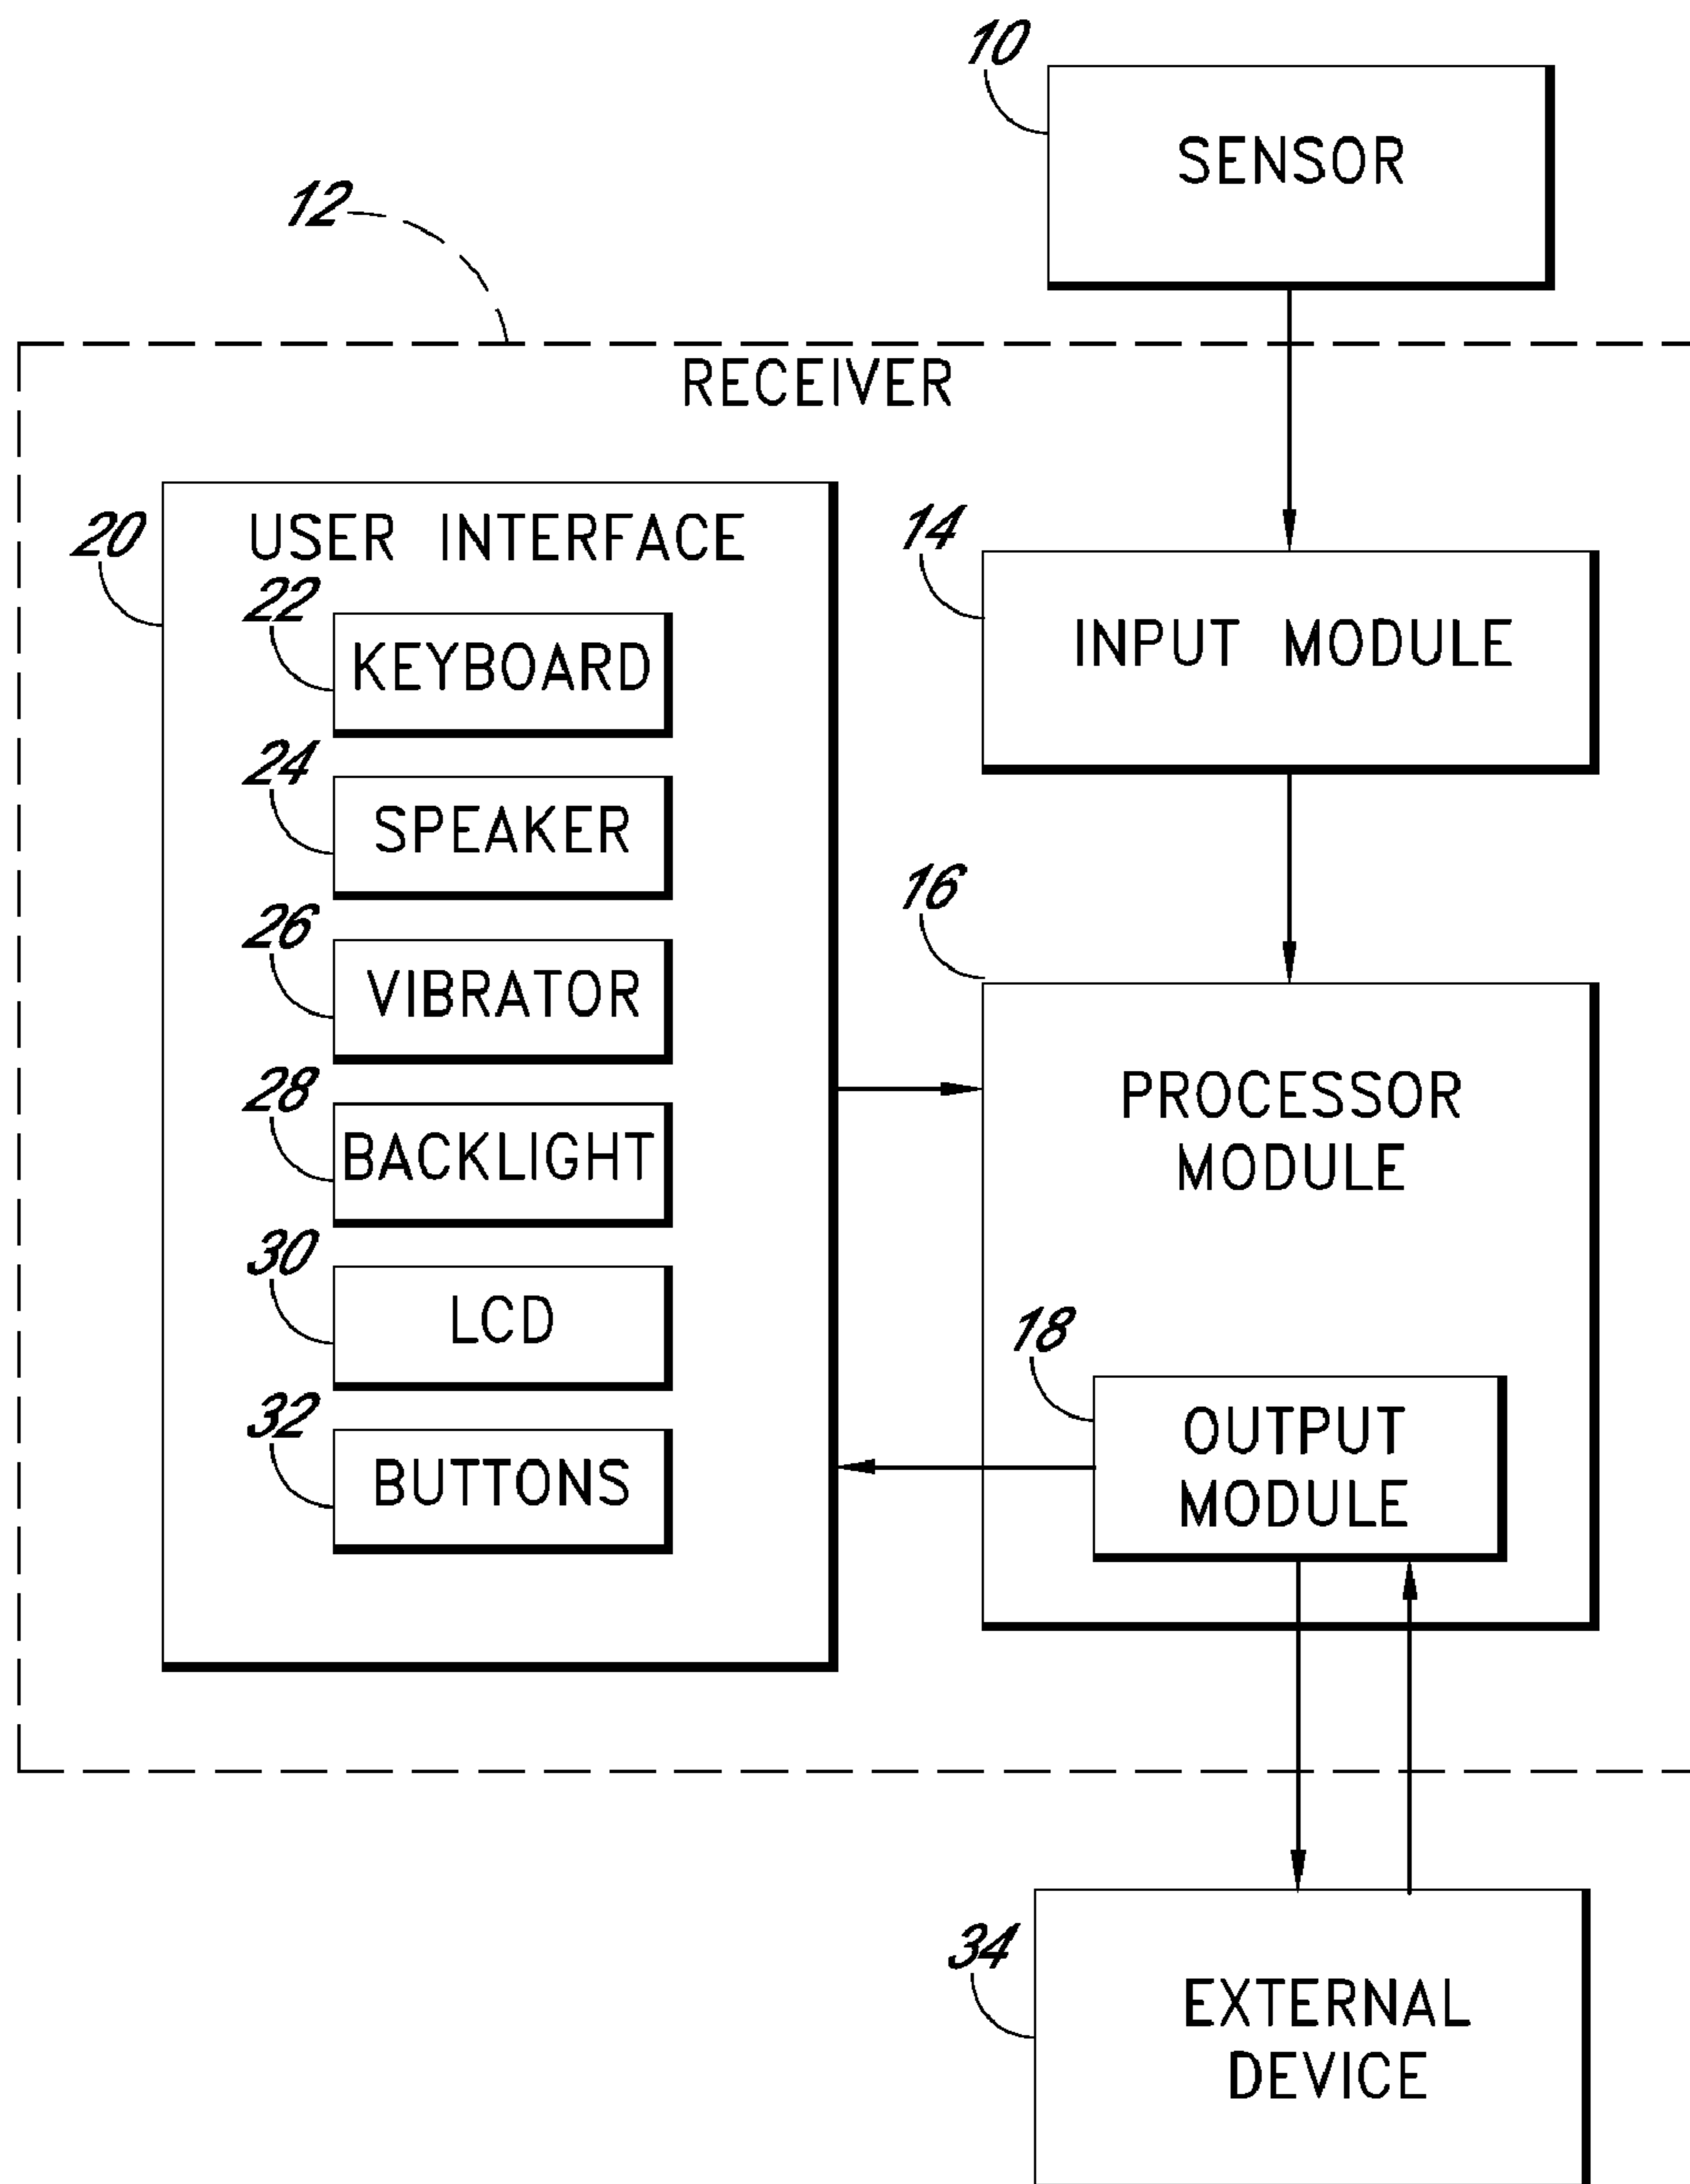 10
SENSOR
12
RECEIVER
20
USER INTERFACE
22
KEYBOARD
24
SPEAKER
26
VIBRATOR
28
BACKLIGHT
30
LCD
32
BUTTONS
14
INPUT MODULE
16
PROCESSOR
MODULE
18
OUTPUT
MODULE
34
EXTERNAL
DEVICE